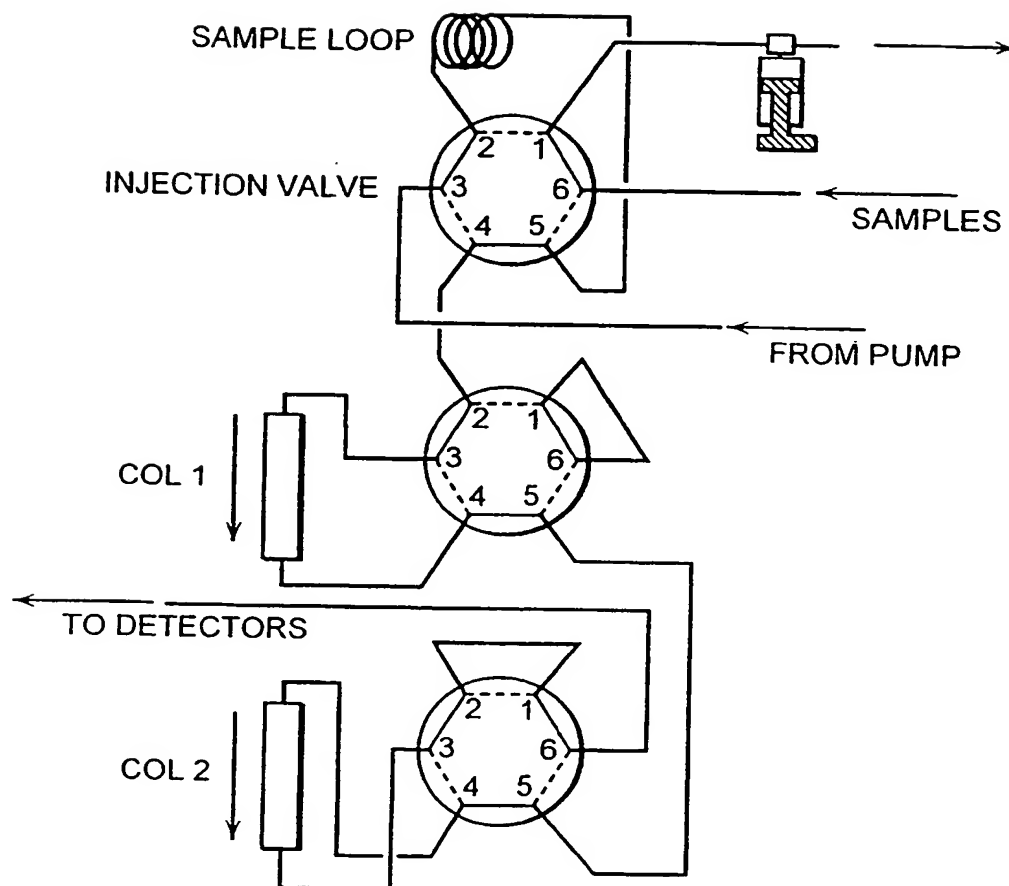 SAMPLE LOOP
2 1
INJECTION VALVE
3 6
4 5
SAMPLES
FROM PUMP
2 1
COL 1
3 6
4 5
TO DETECTORS
2 1
COL 2
3 6
4 5